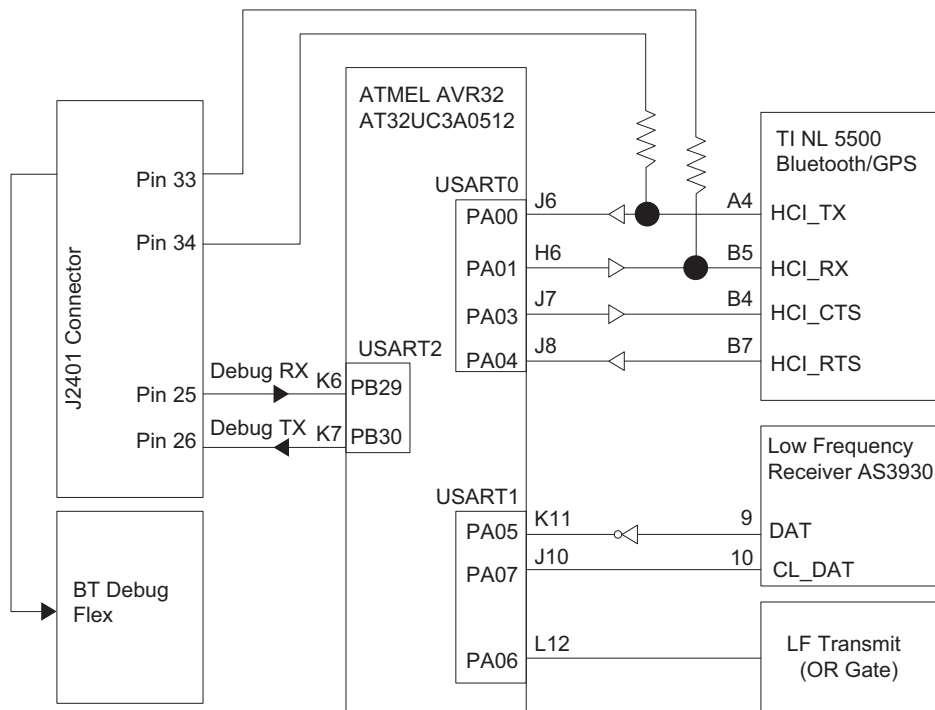 ATMEL AVR32
AT32UC3A0512
TI NL 5500
Bluetooth/GPS
J2401 Connector
Pin 33
Pin 34
Pin 25
Pin 26
Debug RX
Debug TX
K6
K7
USART2
PB29
PB30
USART0
PA00
PA01
PA03
PA04
J6
H6
J7
J8
A4
B5
B4
B7
HCI_TX
HCI_RX
HCI_CTS
HCI_RTS
Low Frequency
Receiver AS3930
USART1
PA05
PA07
PA06
K11
J10
L12
9
10
DAT
CL_DAT
BT Debug
Flex
LF Transmit
(OR Gate)